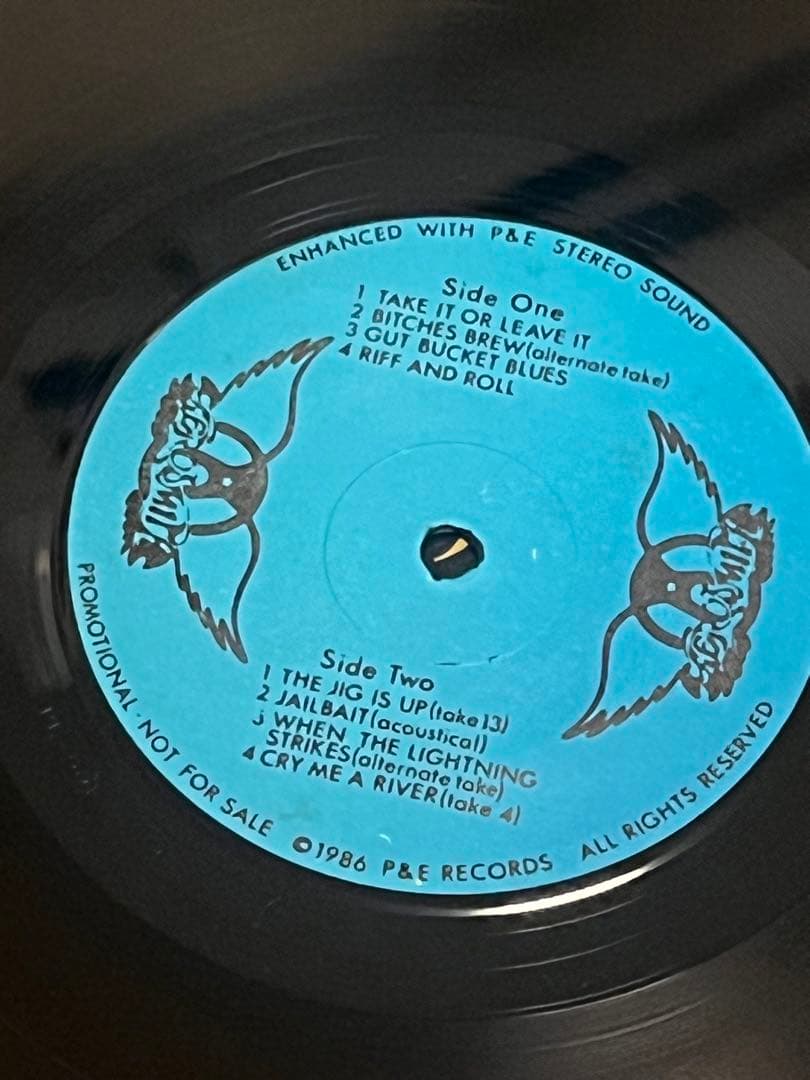 ENHANCED WITH P&E STEREO SOUND
Side One
1 TAKE IT OR LEAVE IT
2 BITCHES BREW(alternate take)
3 GUT BUCKET BLUES
4 RIFF AND ROLL
AEROSMITH
AEROSMITH
Side Two
1 THE JIG IS UP(take 13)
2 JAILBAIT(acoustical)
3 WHEN THE LIGHTNING
STRIKES(alternate take)
4 CRY ME A RIVER(take 4)
PROMOTIONAL · NOT FOR SALE ©1986 P&E RECORDS ALL RIGHTS RESERVED